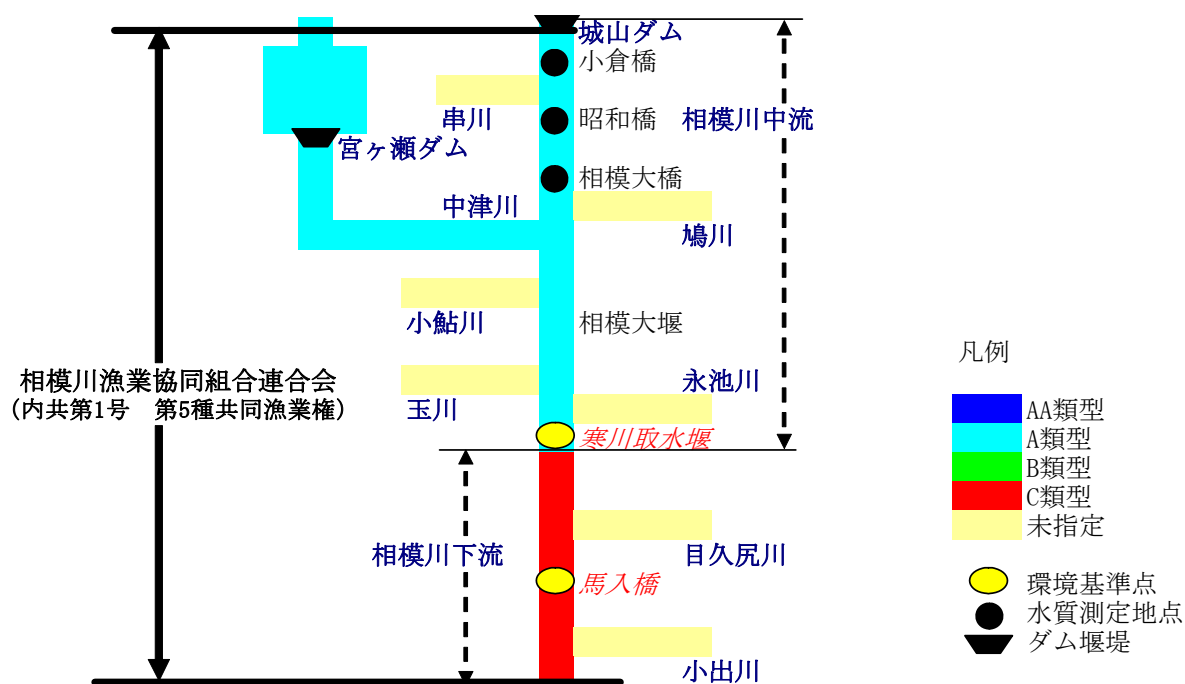 城山ダム
小倉橋
串川
昭和橋
相模川中流
宮ヶ瀬ダム
相模大橋
中津川
鳩川
小鮎川
相模大堰
相模川漁業協同組合連合会
(内共第1号　第5種共同漁業権)
玉川
永池川
寒川取水堰
相模川下流
目久尻川
馬入橋
小出川
凡例
AA類型
A類型
B類型
C類型
未指定
環境基準点
水質測定地点
ダム堰堤